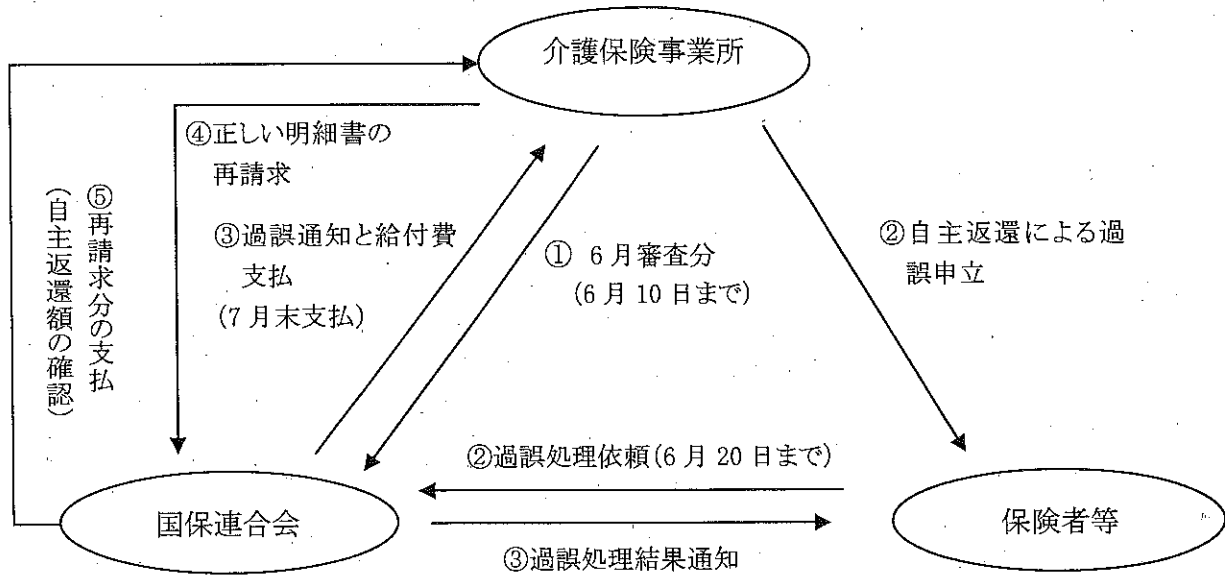 介護保険事業所
④正しい明細書の
再請求
③過誤通知と給付費
支払
(7月末支払)
① 6月審査分
(6月10日まで)
②自主返還による過
誤申立
⑤再請求分の支払
(自主返還額の確認)
②過誤処理依頼(6月20日まで)
国保連合会
保険者等
③過誤処理結果通知